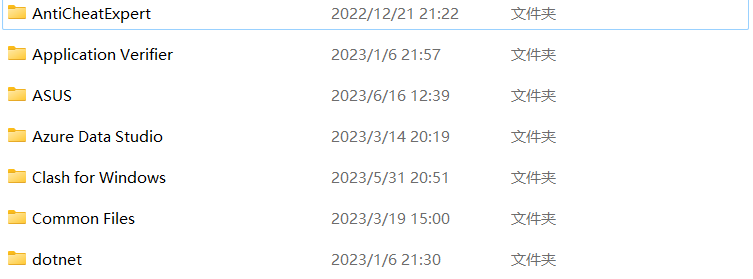 AntiCheatExpert 2022/12/21 21:22 文件夹
Application Verifier 2023/1/6 21:57 文件夹
ASUS 2023/6/16 12:39 文件夹
Azure Data Studio 2023/3/14 20:19 文件夹
Clash for Windows 2023/5/31 20:51 文件夹
Common Files 2023/3/19 15:00 文件夹
dotnet 2023/1/6 21:30 文件夹